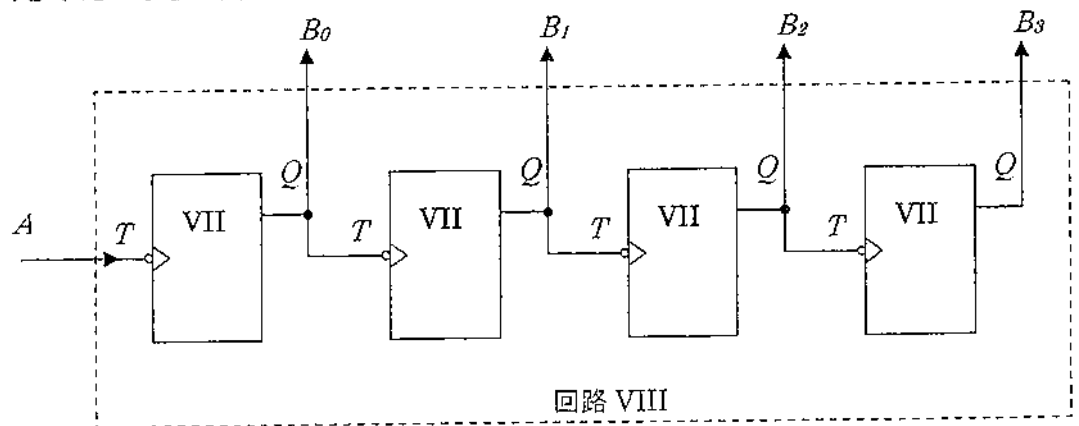 B₀ B₁ B₂ B₃
Q Q Q Q
VII VII VII VII
A T T T T
回路 VIII